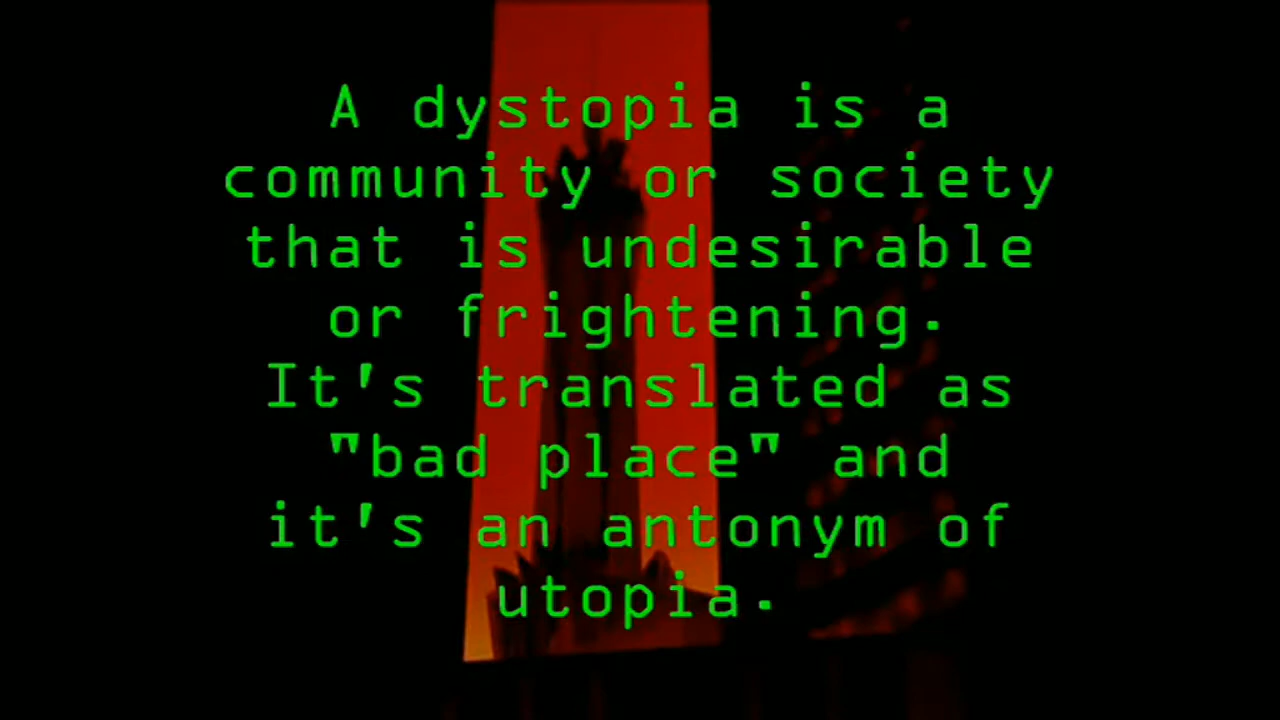 A dystopia is a
community or society
that is undesirable
or frightening.
It's translated as
"bad place" and
it's an antonym of
utopia.